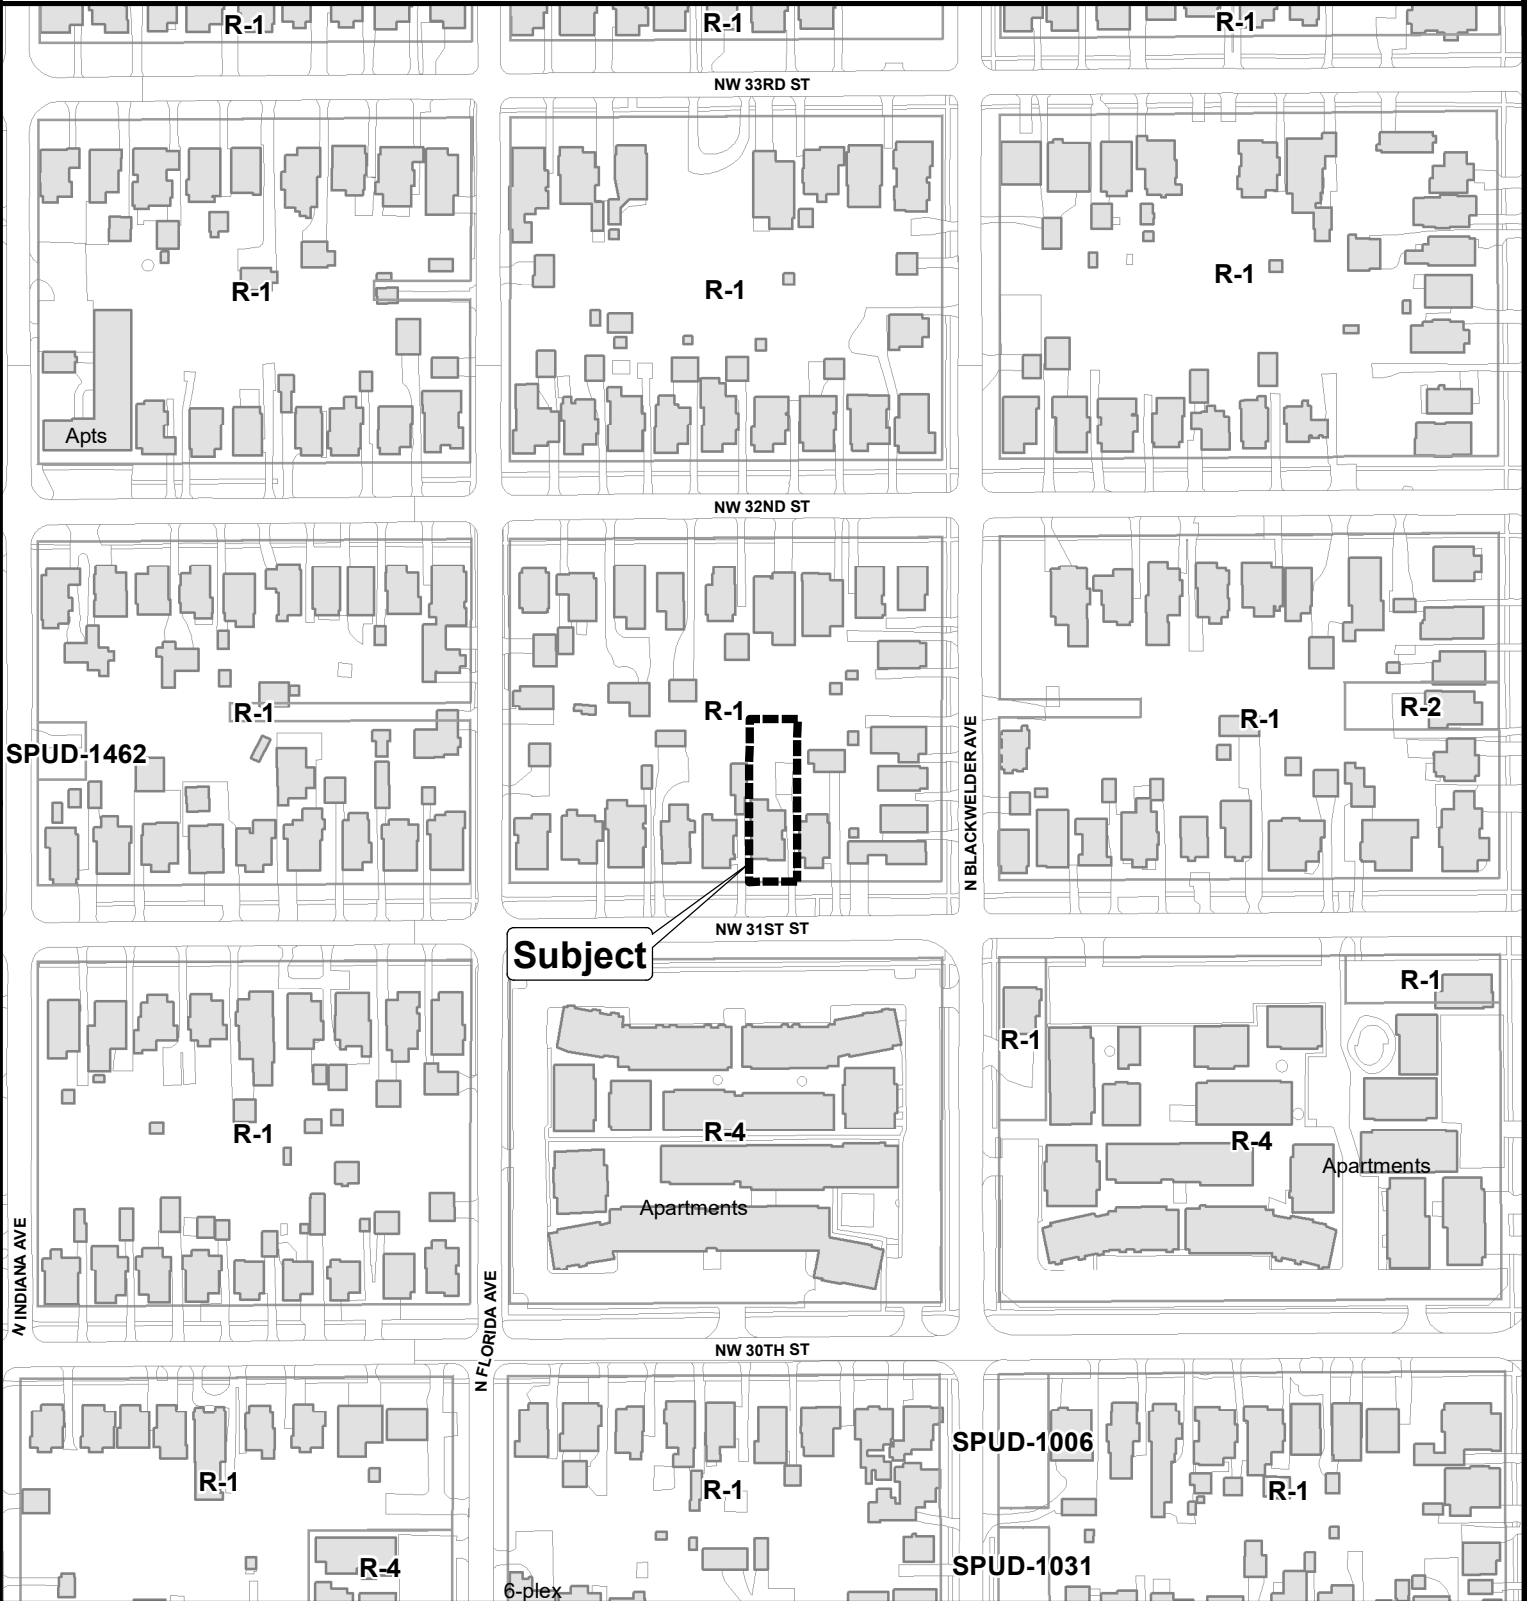 R-1
R-1
R-1
NW 33RD ST
R-1
R-1
R-1
Apts
NW 32ND ST
R-1
R-1
R-1
R-2
SPUD-1462
N BLACKWELDER AVE
NW 31ST ST
Subject
R-1
R-1
R-1
R-4
R-4
Apartments
Apartments
N INDIANA AVE
N FLORIDA AVE
NW 30TH ST
SPUD-1006
R-1
R-1
R-1
R-4
SPUD-1031
6-plex